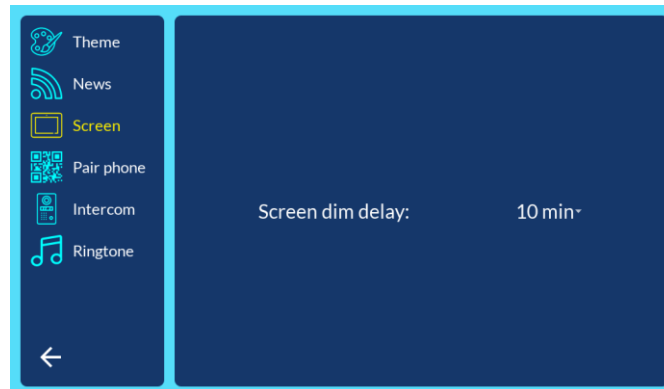 Theme
News
Screen
Pair phone
Intercom
Ringtone
Screen dim delay: 10 min